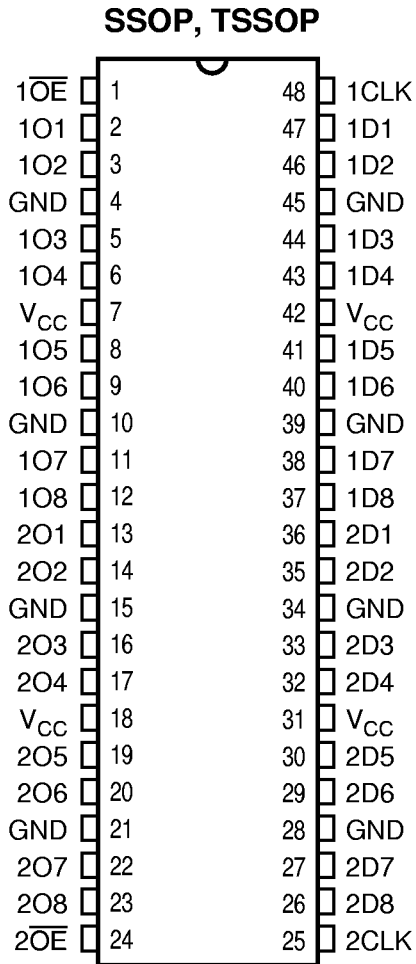 SSOP, TSSOP
1O̅E̅ 1 48 1CLK
1O1 2 47 1D1
1O2 3 46 1D2
GND 4 45 GND
1O3 5 44 1D3
1O4 6 43 1D4
VCC 7 42 VCC
1O5 8 41 1D5
1O6 9 40 1D6
GND 10 39 GND
1O7 11 38 1D7
1O8 12 37 1D8
2O1 13 36 2D1
2O2 14 35 2D2
GND 15 34 GND
2O3 16 33 2D3
2O4 17 32 2D4
VCC 18 31 VCC
2O5 19 30 2D5
2O6 20 29 2D6
GND 21 28 GND
2O7 22 27 2D7
2O8 23 26 2D8
2O̅E̅ 24 25 2CLK